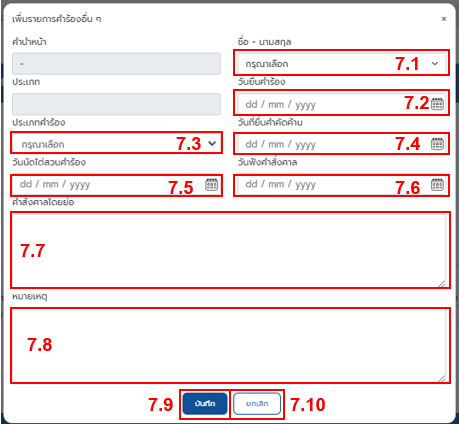 เพิ่มรายการคำร้องอื่น ๆ ×
คำนำหน้า ชื่อ - นามสกุล
- กรุณาเลือก 7.1
ประเภท วันยื่นคำร้อง
dd / mm / yyyy 7.2
ประเภทคำร้อง วันที่ยื่นคำคัดค้าน
กรุณาเลือก 7.3 dd / mm / yyyy 7.4
วันนัดไต่สวนคำร้อง วันฟังคำสั่งศาล
dd / mm / yyyy 7.5 dd / mm / yyyy 7.6
คำสั่งศาลโดยย่อ
7.7
หมายเหตุ
7.8
7.9 บันทึก ยกเลิก 7.10